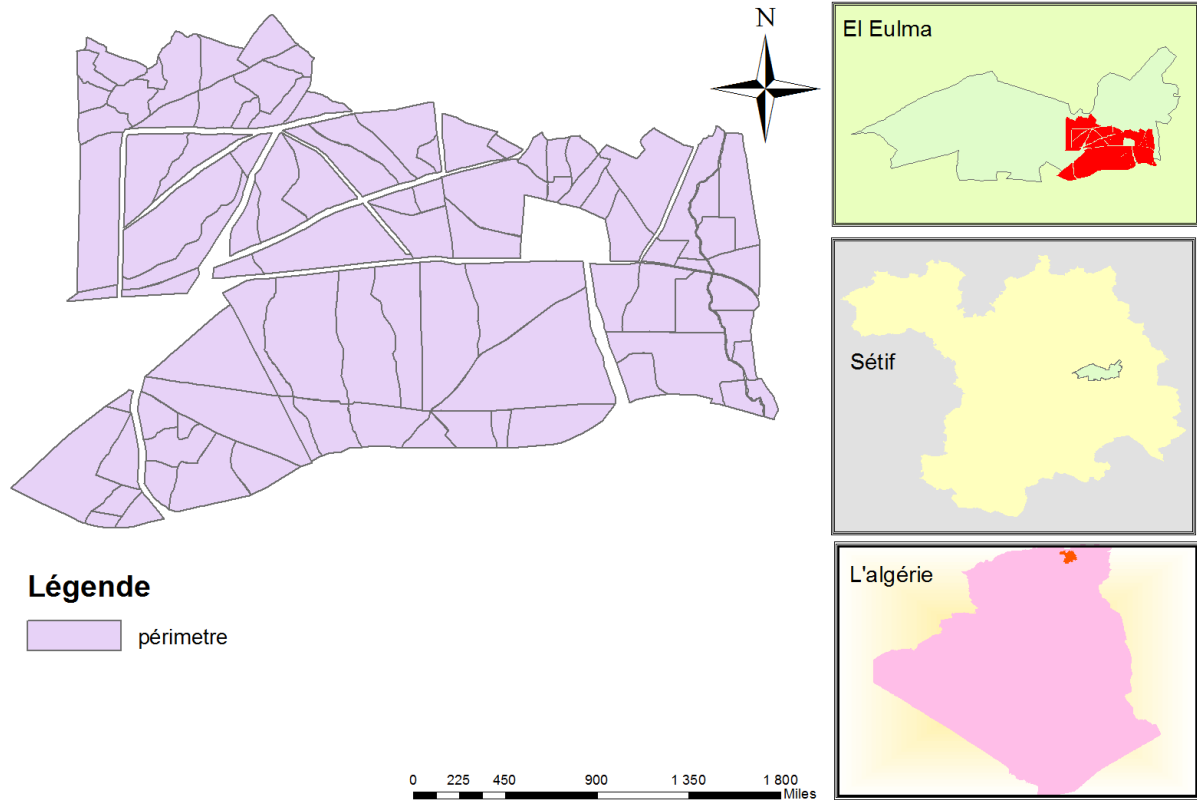 N
El Eulma
Sétif
L'algérie
Légende
périmetre
0 225 450 900 1 350 1 800
Miles